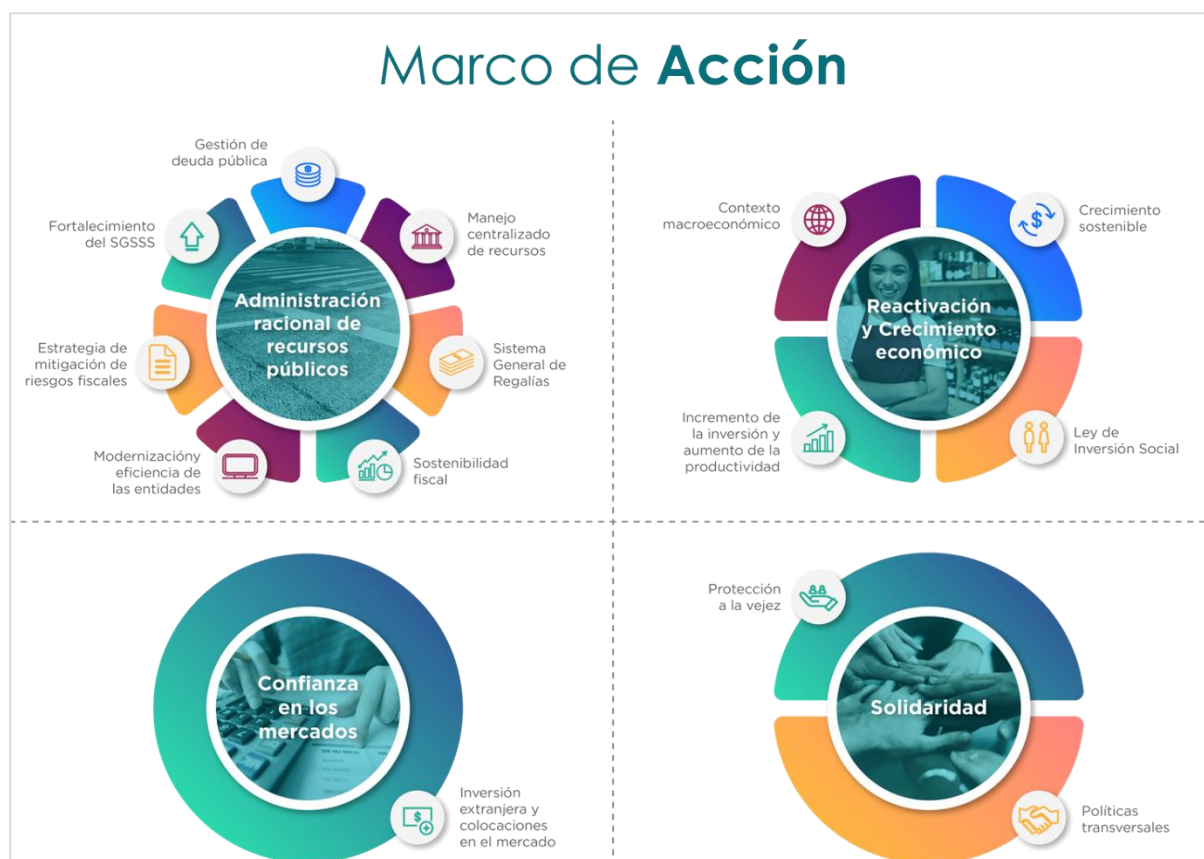 Marco de Acción
Gestión de
deuda pública
Fortalecimiento
del SGSSS
Manejo
centralizado
de recursos
Administración
racional de
recursos
públicos
Estrategia de
mitigación de
riesgos fiscales
Sistema
General de
Regalías
Modernizacióny
eficiencia de
las entidades
Sostenibilidad
fiscal
Contexto
macroeconómico
Crecimiento
sostenible
Reactivación
y Crecimiento
económico
Incremento de
la inversión y
aumento de la
productividad
Ley de
Inversión Social
Confianza
en los
mercados
Inversión
extranjera y
colocaciones
en el mercado
Protección
a la vejez
Solidaridad
Políticas
transversales